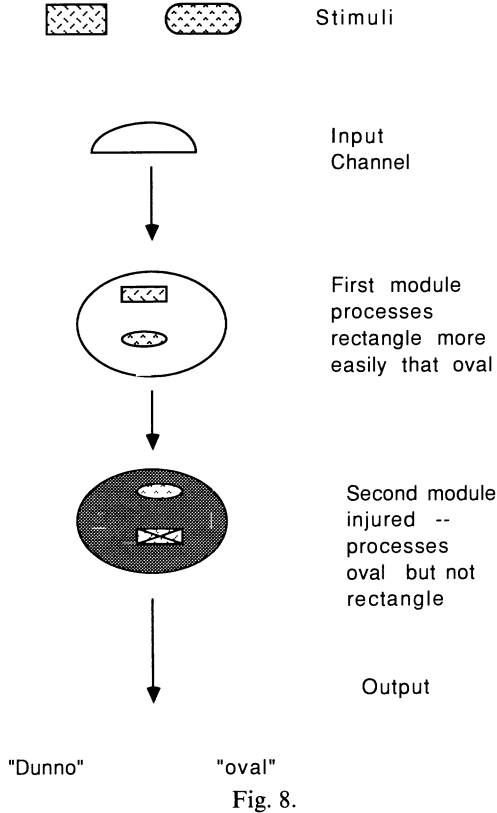 Stimuli
Input
Channel
First module
processes
rectangle more
easily that oval
Second module
injured --
processes
oval but not
rectangle
Output
"Dunno" "oval"
Fig. 8.